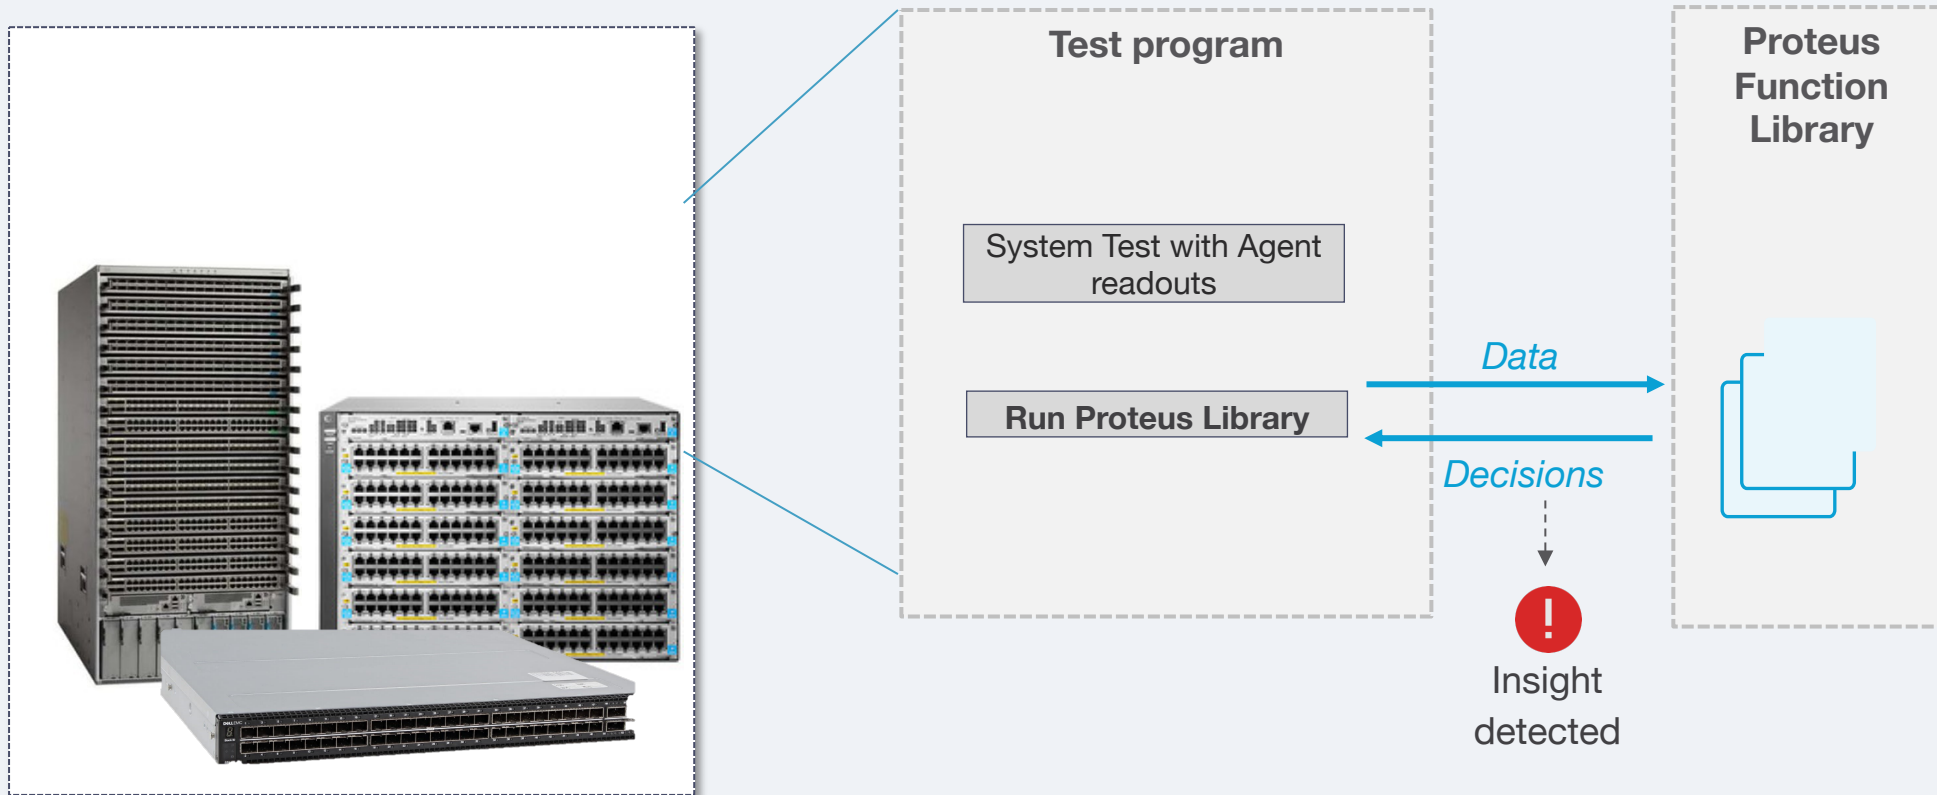 Test program
System Test with Agent
readouts
Run Proteus Library
Data
Decisions
Insight
detected
Proteus
Function
Library